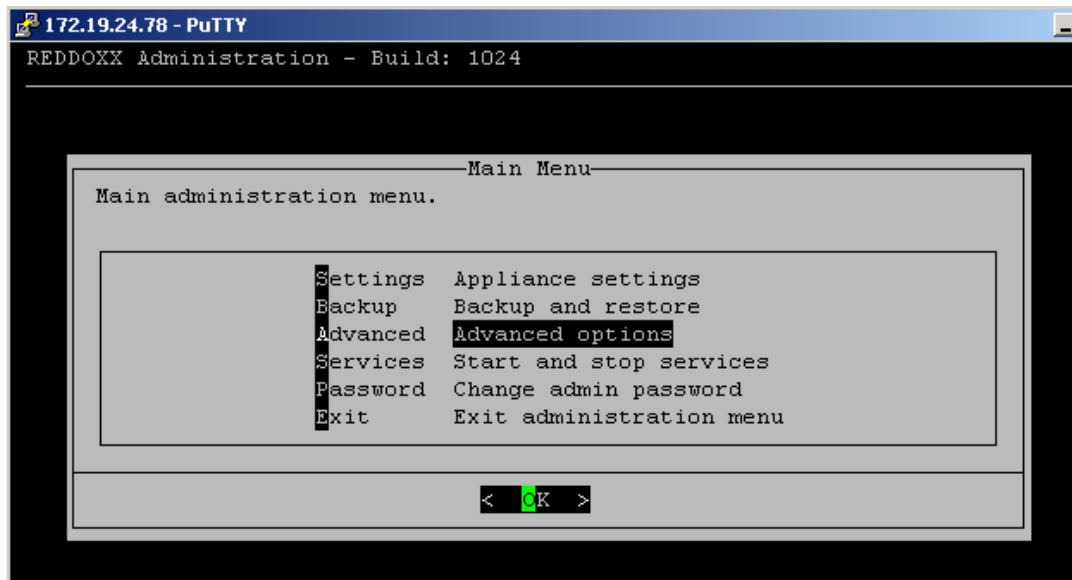 172.19.24.78 - PuTTY
REDDOXX Administration - Build: 1024
Main Menu
Main administration menu.
Settings Appliance settings
Backup Backup and restore
Advanced Advanced options
Services Start and stop services
Password Change admin password
Exit Exit administration menu
< OK >